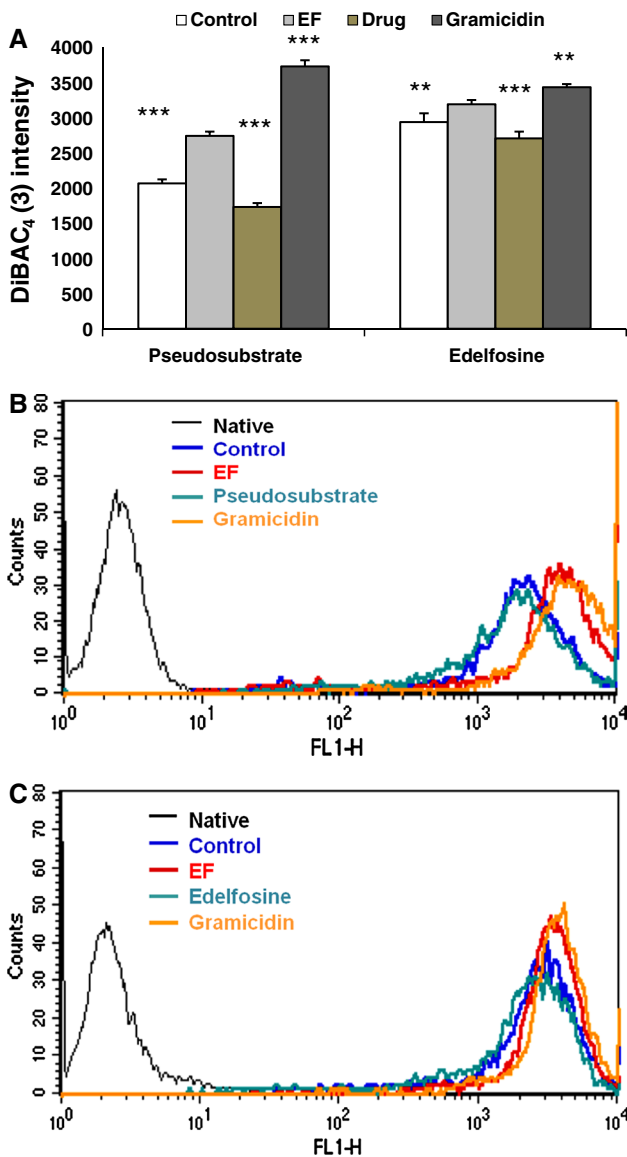 Control EF Drug Gramicidin
A
DiBAC4 (3) intensity
4000
3500
3000
2500
2000
1500
1000
500
0
*** *** *** ** *** **
Pseudosubstrate Edelfosine
B
Counts
80
70
60
50
40
30
20
10
0
Native
Control
EF
Pseudosubstrate
Gramicidin
10^0 10^1 10^2 10^3 10^4
FL1-H
C
Counts
80
70
60
50
40
30
20
10
0
Native
Control
EF
Edelfosine
Gramicidin
10^0 10^1 10^2 10^3 10^4
FL1-H